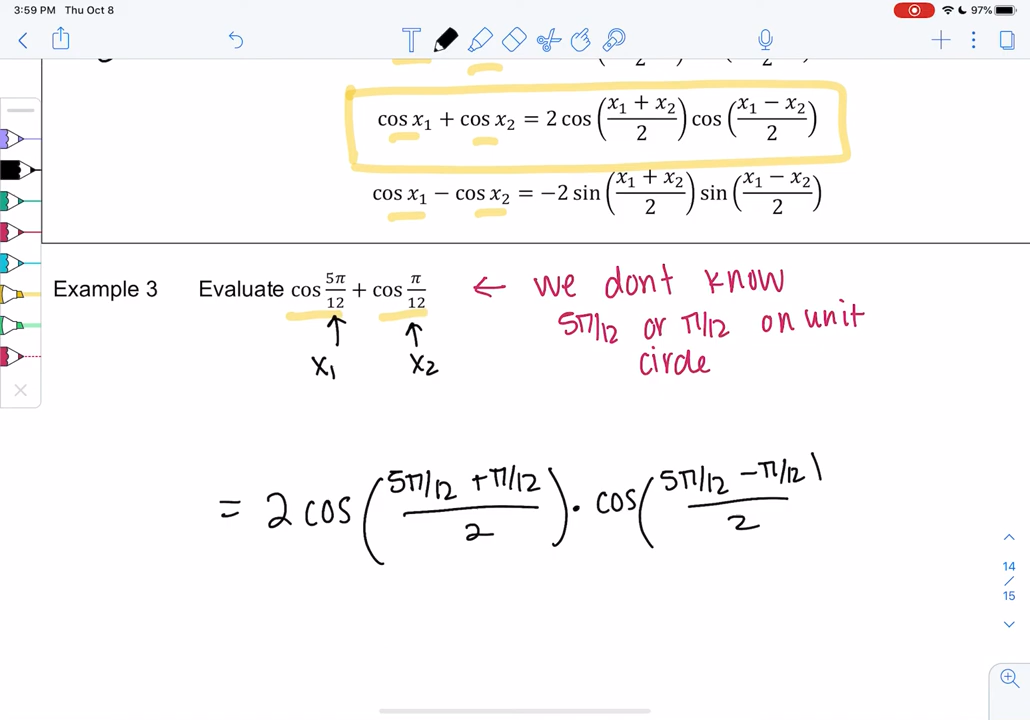 3:59 PM Thu Oct 8
97%
cos x₁ + cos x₂ = 2 cos ((x₁ + x₂)/2) cos ((x₁ − x₂)/2)
cos x₁ − cos x₂ = −2 sin ((x₁ + x₂)/2) sin ((x₁ − x₂)/2)
Example 3 Evaluate cos 5π/12 + cos π/12 ← we dont know
5π/12 or π/12 on unit
circle
x₁ x₂
= 2 cos ((5π/12 + π/12)/2) · cos ((5π/12 − π/12)/2
14
/
15